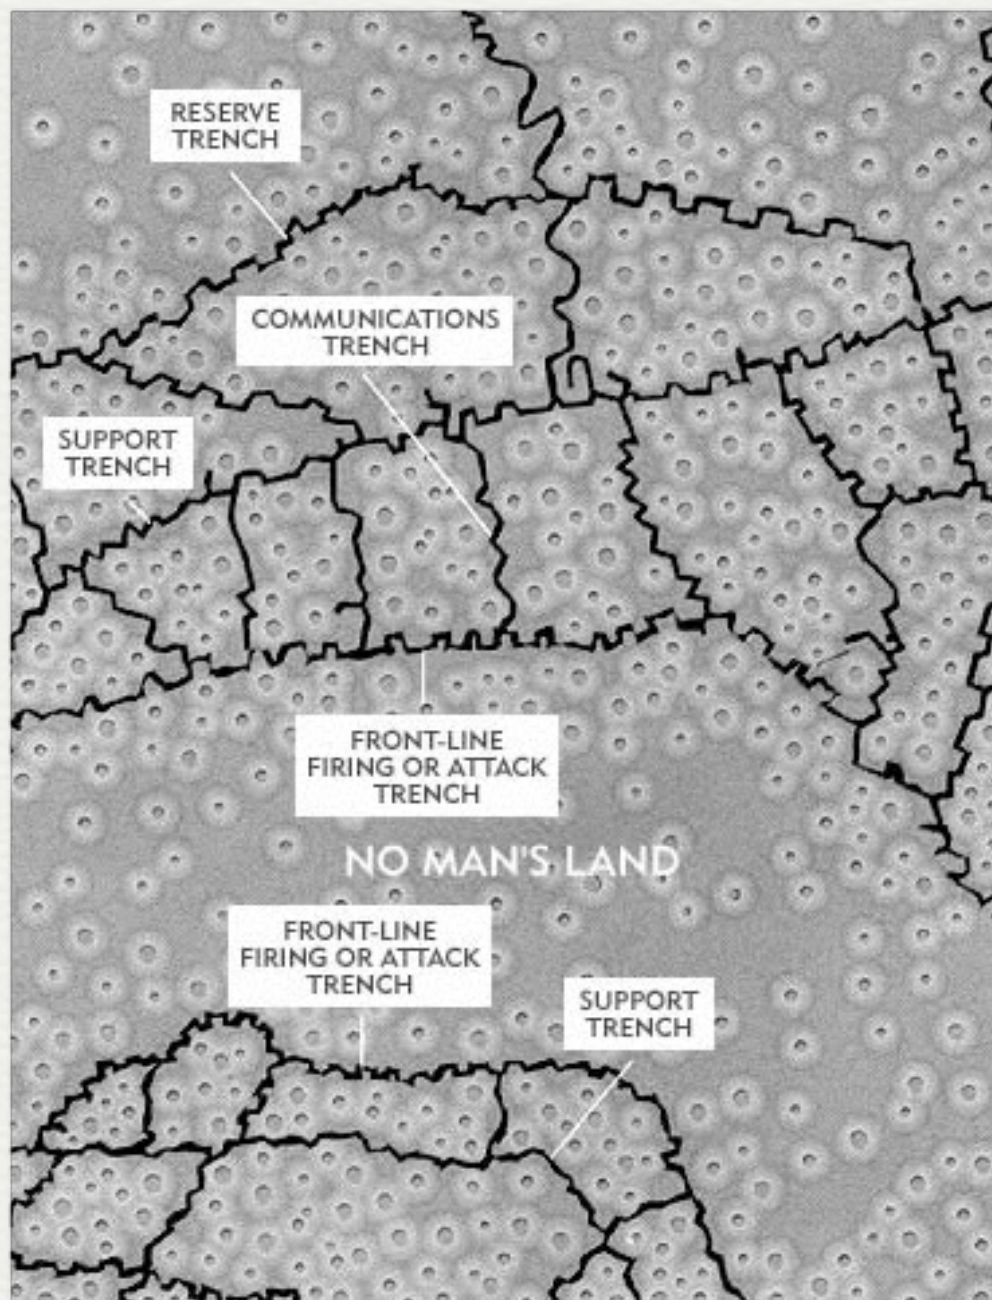 RESERVE
TRENCH
COMMUNICATIONS
TRENCH
SUPPORT
TRENCH
FRONT-LINE
FIRING OR ATTACK
TRENCH
NO MAN'S LAND
FRONT-LINE
FIRING OR ATTACK
TRENCH
SUPPORT
TRENCH